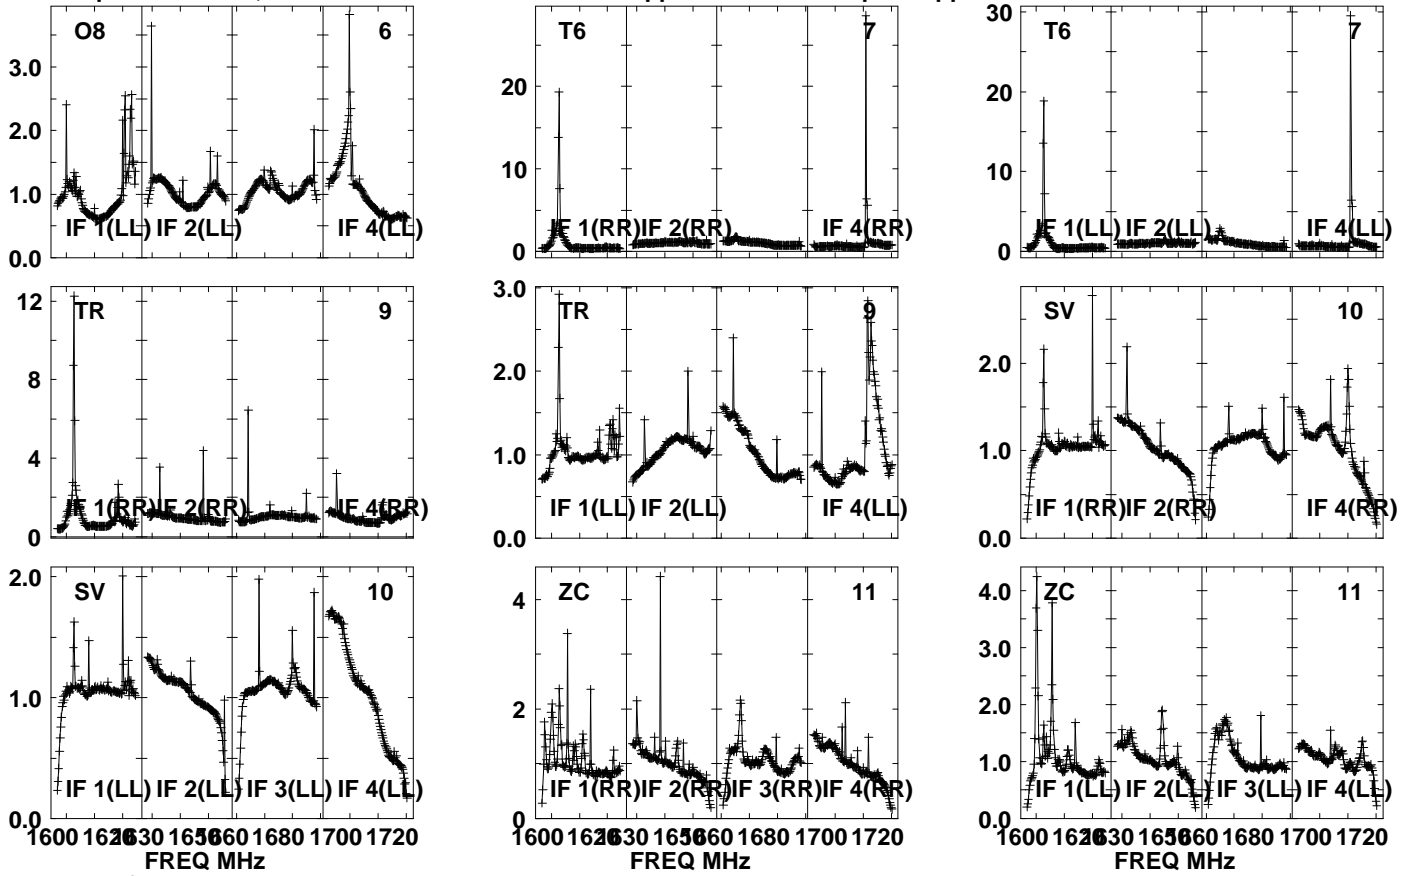 O8 6 T6 7 T6 7
3.0 2.0 1.0 0.0
20 10 0
30 20 10 0
IF 1(LL) IF 2(LL) IF 4(LL) IF 1(RR) IF 2(RR) IF 4(RR) IF 1(LL) IF 2(LL) IF 4(LL)
TR 9 TR 9 SV 10
12 8 4 0
3.0 2.0 1.0 0.0
2.0 1.0 0.0
IF 1(RR) IF 2(RR) IF 4(RR) IF 1(LL) IF 2(LL) IF 4(LL) IF 1(RR) IF 2(RR) IF 4(RR)
SV 10 ZC 11 ZC 11
2.0 1.0 0.0
4 2 0
4.0 3.0 2.0 1.0 0.0
IF 1(LL) IF 2(LL) IF 3(LL) IF 4(LL) IF 1(RR) IF 2(RR) IF 3(RR) IF 4(RR) IF 1(LL) IF 2(LL) IF 3(LL) IF 4(LL)
1600 1630 1700 1720 1600 1630 1680 1700 1720 1600 1630 1680 1700 1720
FREQ MHz FREQ MHz FREQ MHz